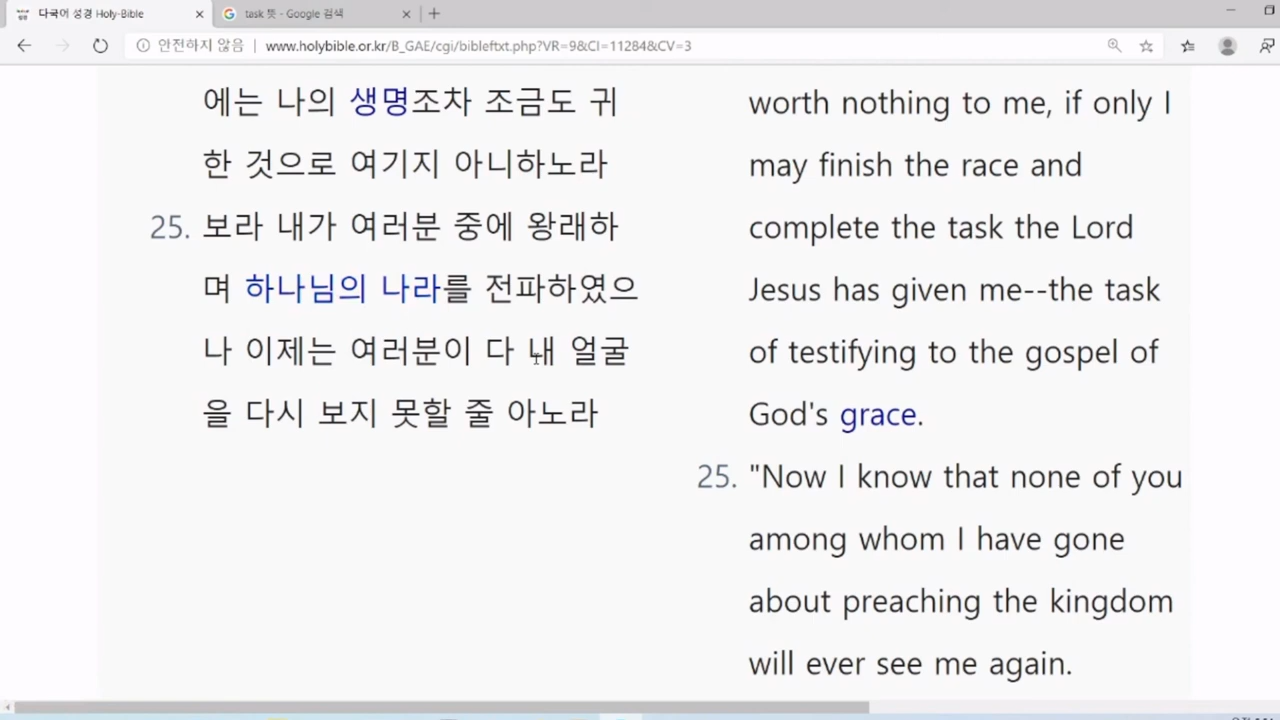 다국어 성경 Holy-Bible
task 뜻 - Google 검색
안전하지 않음 | www.holybible.or.kr/B_GAE/cgi/bibleftxt.php?VR=9&CI=11284&CV=3
에는 나의 생명조차 조금도 귀
한 것으로 여기지 아니하노라
25. 보라 내가 여러분 중에 왕래하
며 하나님의 나라를 전파하였으
나 이제는 여러분이 다 내 얼굴
을 다시 보지 못할 줄 아노라
worth nothing to me, if only I
may finish the race and
complete the task the Lord
Jesus has given me--the task
of testifying to the gospel of
God's grace.
25. "Now I know that none of you
among whom I have gone
about preaching the kingdom
will ever see me again.